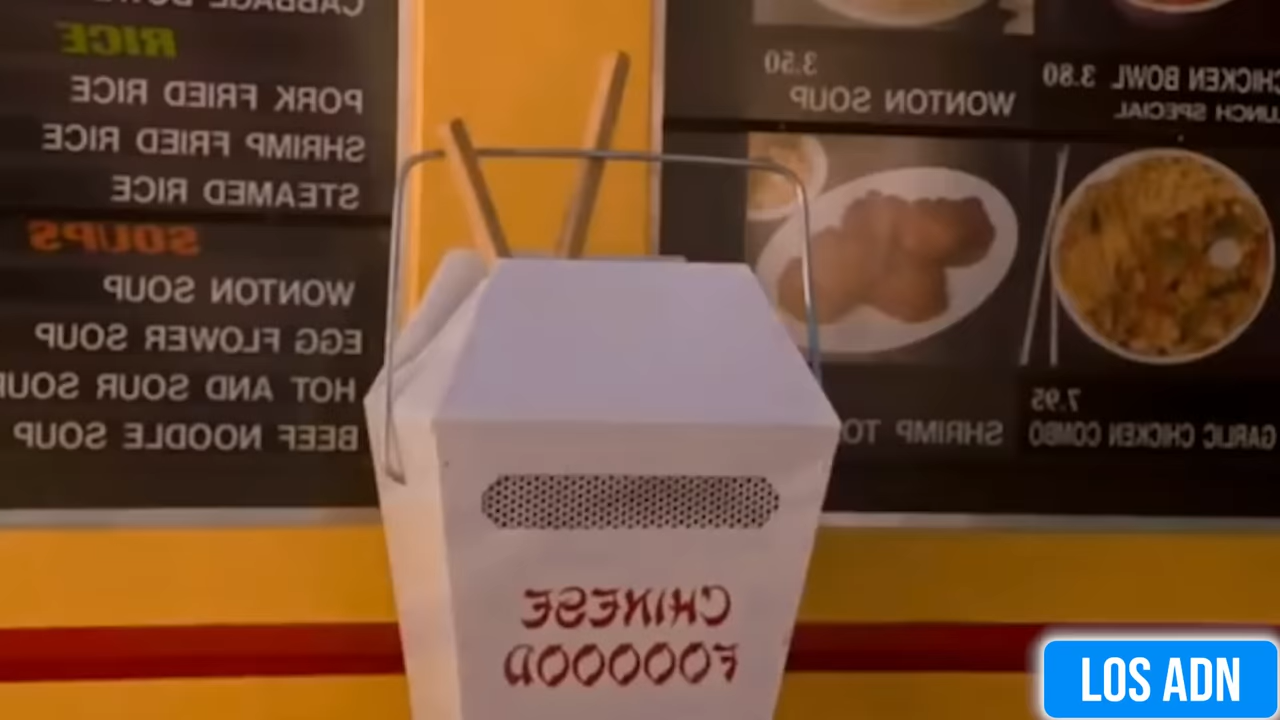 RICE
PORK FRIED RICE
SHRIMP FRIED RICE
STEAMED RICE
SOUPS
WONTON SOUP
EGG FLOWER SOUP
HOT AND SOUR SOUP
BEEF NOODLE SOUP
3.50
WONTON SOUP
CHICKEN BOWL 3.80
LUNCH SPECIAL
SHRIMP
7.95
GARLIC CHICKEN COMBO
CHINESE
FOOOOOD
LOS ADN